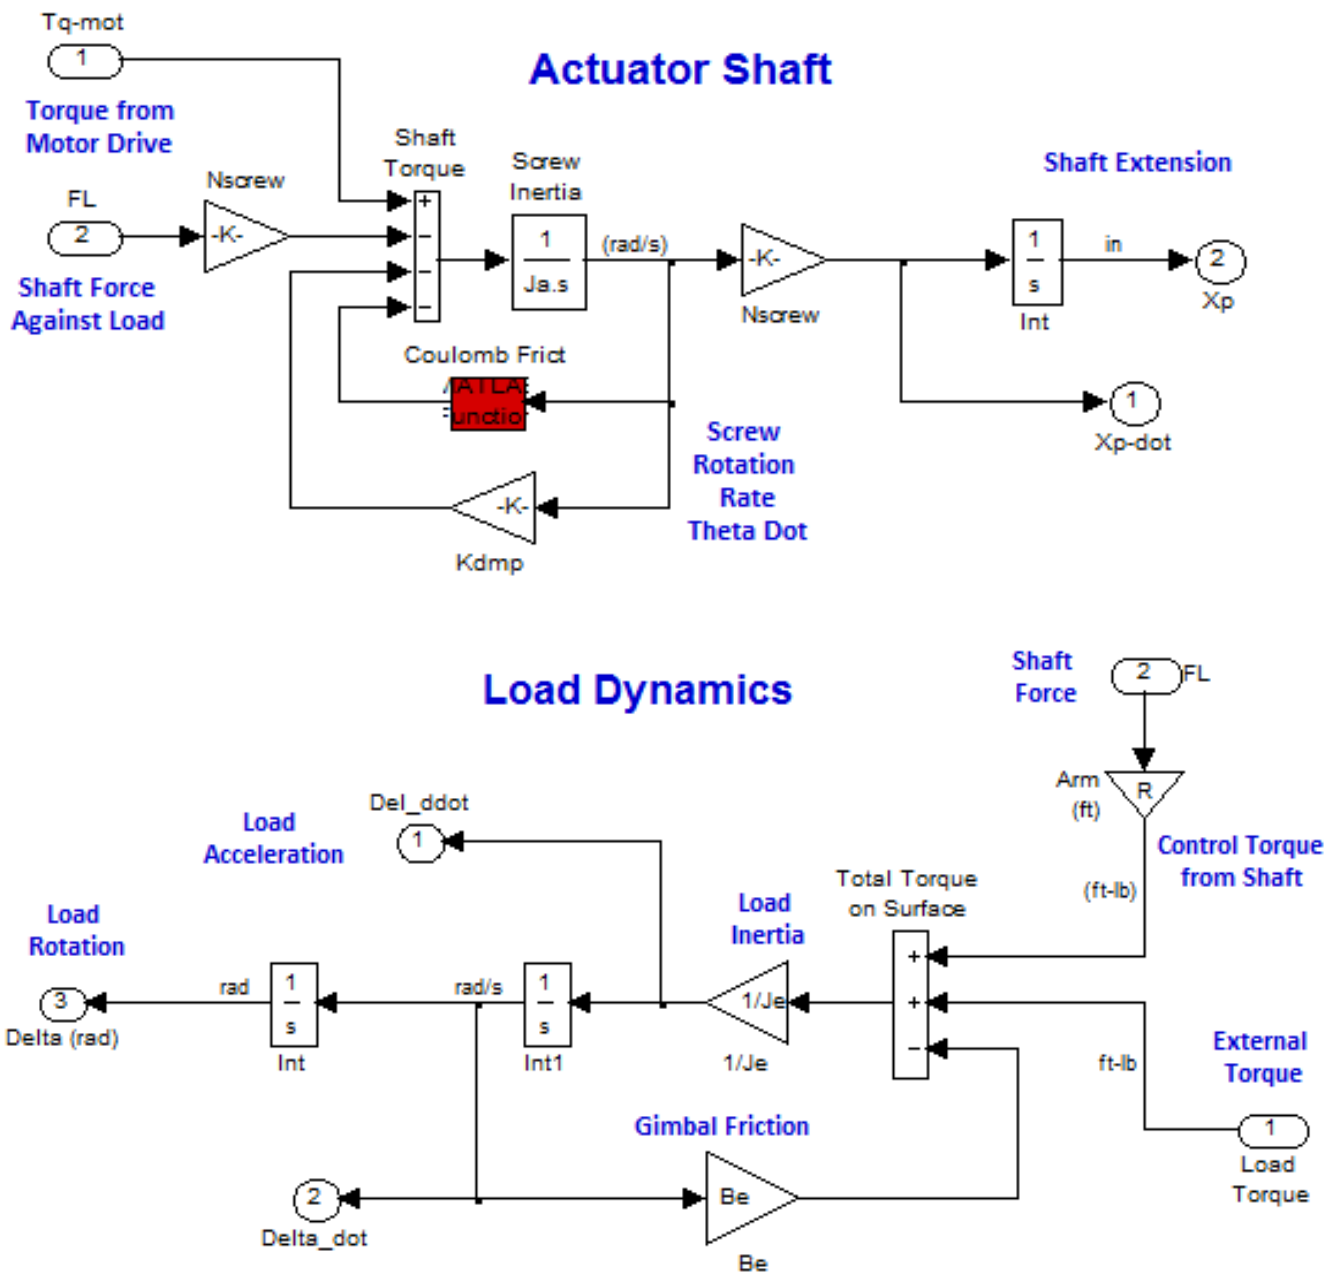 Tq-mot
1
Actuator Shaft
Torque from
Motor Drive
Shaft
Torque
Screw
Inertia
Shaft Extension
Nscrew
FL
2
-K-
+
−
−
−
1
Ja.s
(rad/s)
-K-
Nscrew
1
s
Int
in
2
Xp
Shaft Force
Against Load
Coulomb Frict
ATLA
unctio
1
Xp-dot
Screw
Rotation
Rate
Theta Dot
-K-
Kdmp
Load Dynamics
Shaft
Force
2
FL
Arm
(ft)
R
Control Torque
from Shaft
(ft-lb)
Del_ddot
1
Load
Acceleration
Total Torque
on Surface
Load
Inertia
Load
Rotation
3
Delta (rad)
rad
1
s
Int
rad/s
1
s
Int1
1/Je
1/Je
+
+
−
ft-lb
External
Torque
1
Load
Torque
Gimbal Friction
Be
Be
2
Delta_dot